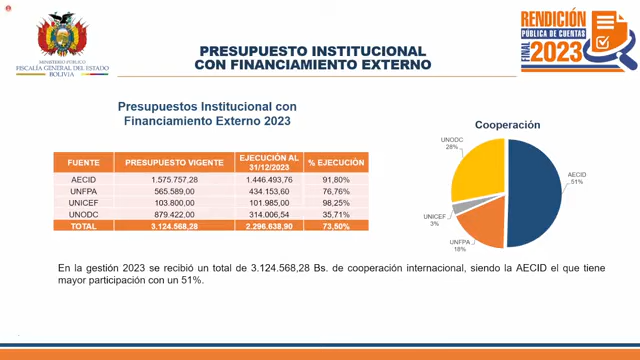 MINISTERIO PÚBLICO
FISCALÍA GENERAL DEL ESTADO
BOLIVIA
PRESUPUESTO INSTITUCIONAL
CON FINANCIAMIENTO EXTERNO
RENDICIÓN
PÚBLICA DE CUENTAS
FINAL 2023
Presupuestos Institucional con
Financiamiento Externo 2023
FUENTE PRESUPUESTO VIGENTE EJECUCIÓN AL 31/12/2023 % EJECUCIÓN
AECID 1.575.757,28 1.446.493,76 91,80%
UNFPA 565.589,00 434.153,60 76,76%
UNICEF 103.800,00 101.985,00 98,25%
UNODC 879.422,00 314.006,54 35,71%
TOTAL 3.124.568,28 2.296.638,90 73,50%
Cooperación
UNODC
28%
AECID
51%
UNICEF
3%
UNFPA
18%
En la gestión 2023 se recibió un total de 3.124.568,28 Bs. de cooperación internacional, siendo la AECID el que tiene
mayor participación con un 51%.